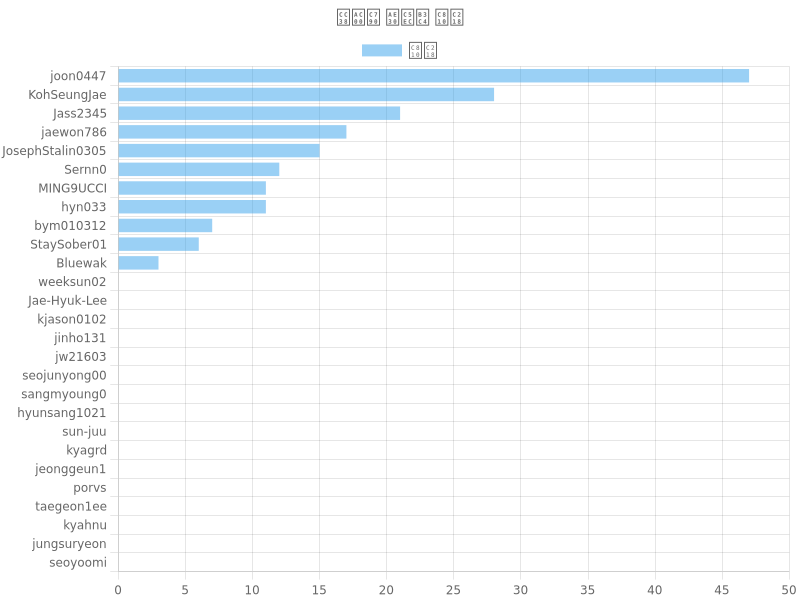 joon0447
KohSeungJae
Jass2345
jaewon786
JosephStalin0305
Sernn0
MING9UCCI
hyn033
bym010312
StaySober01
Bluewak
weeksun02
Jae-Hyuk-Lee
kjason0102
jinho131
jw21603
seojunyong00
sangmyoung0
hyunsang1021
sun-juu
kyagrd
jeonggeun1
porvs
taegeon1ee
kyahnu
jungsuryeon
seoyoomi
0 5 10 15 20 25 30 35 40 45 50